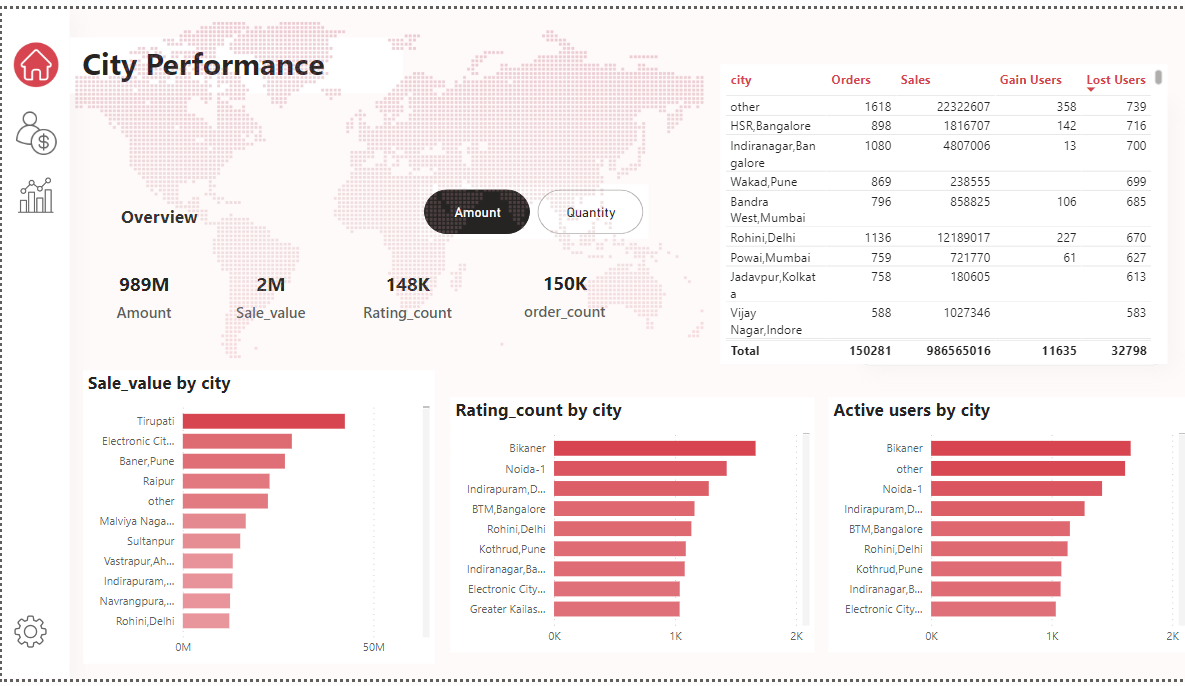 City Performance
Overview
Amount
Quantity
989M
2M
148K
150K
Amount
Sale_value
Rating_count
order_count
city Orders Sales Gain Users Lost Users
other 1618 22322607 358 739
HSR,Bangalore 898 1816707 142 716
Indiranagar,Ban
galore 1080 4807006 13 700
Wakad,Pune 869 238555 699
Bandra
West,Mumbai 796 858825 106 685
Rohini,Delhi 1136 12189017 227 670
Powai,Mumbai 759 721770 61 627
Jadavpur,Kolkat
a 758 180605 613
Vijay
Nagar,Indore 588 1027346 583
Total 150281 986565016 11635 32798
Sale_value by city
Tirupati
Electronic Cit...
Baner,Pune
Raipur
other
Malviya Naga...
Sultanpur
Vastrapur,Ah...
Indirapuram,...
Navrangpura,...
Rohini,Delhi
0M 50M
Rating_count by city
Bikaner
Noida-1
Indirapuram,D...
BTM,Bangalore
Rohini,Delhi
Kothrud,Pune
Indiranagar,Ba...
Electronic City...
Greater Kailas...
0K 1K 2K
Active users by city
Bikaner
other
Noida-1
Indirapuram,D...
BTM,Bangalore
Rohini,Delhi
Kothrud,Pune
Indiranagar,B...
Electronic City...
0K 1K 2K